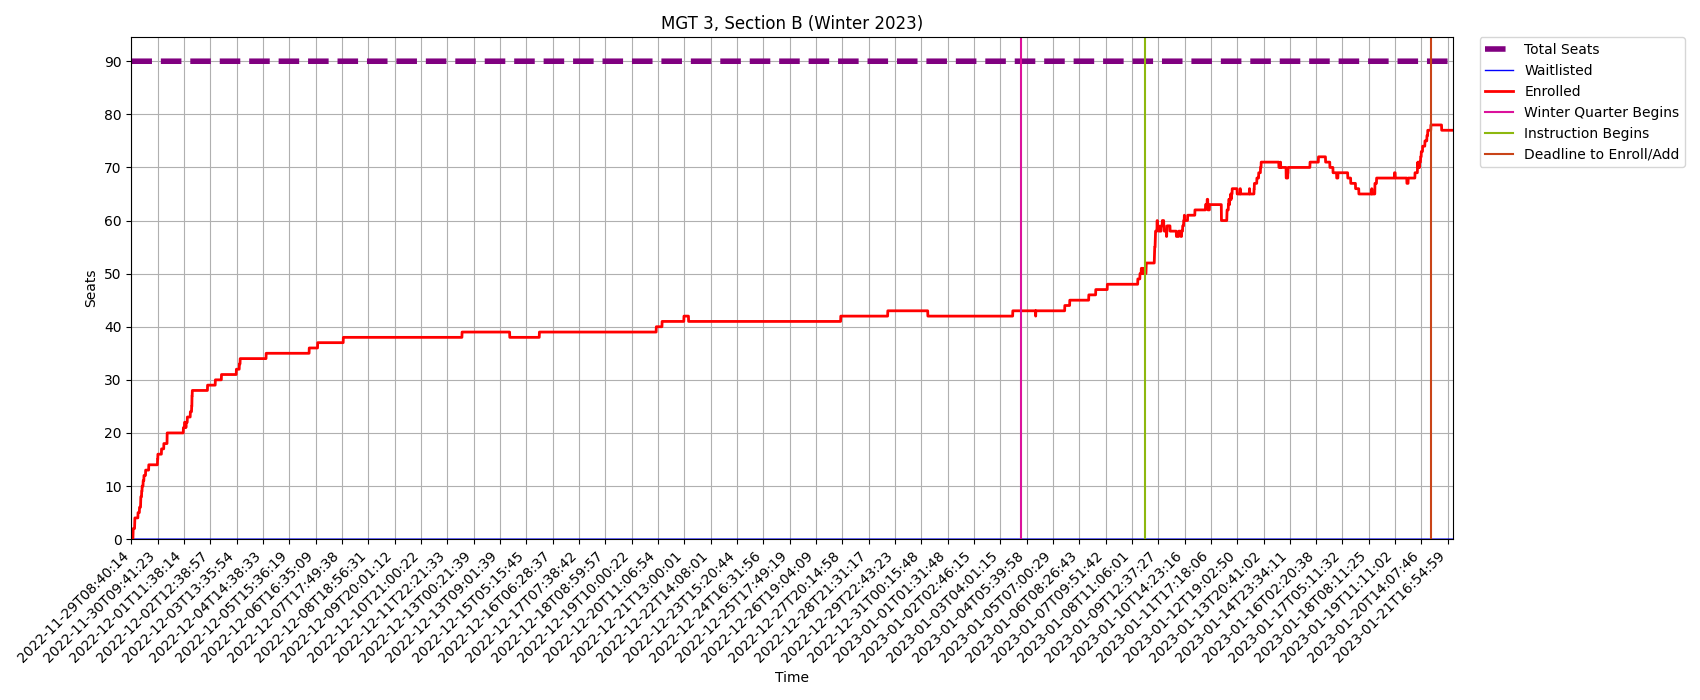 MGT 3, Section B (Winter 2023)
Total Seats
Waitlisted
Enrolled
Winter Quarter Begins
Instruction Begins
Deadline to Enroll/Add
Seats
90
80
70
60
50
40
30
20
10
0
2022-11-29T08:40:14
2022-11-30T09:41:23
2022-12-01T11:38:14
2022-12-02T12:38:57
2022-12-03T13:35:54
2022-12-04T14:38:33
2022-12-05T15:36:19
2022-12-06T16:35:09
2022-12-07T17:49:38
2022-12-08T18:56:31
2022-12-09T20:01:12
2022-12-10T21:00:22
2022-12-11T22:21:33
2022-12-13T00:21:39
2022-12-13T09:01:39
2022-12-15T05:15:45
2022-12-16T06:28:37
2022-12-17T07:38:42
2022-12-18T08:59:57
2022-12-19T10:00:22
2022-12-20T11:06:54
2022-12-21T13:00:01
2022-12-22T14:08:01
2022-12-23T15:20:44
2022-12-24T16:31:56
2022-12-25T17:49:19
2022-12-26T19:04:09
2022-12-27T20:14:58
2022-12-28T21:31:17
2022-12-29T22:43:23
2022-12-31T00:15:48
2023-01-01T01:31:48
2023-01-02T02:46:15
2023-01-03T04:01:15
2023-01-04T05:39:58
2023-01-05T07:00:29
2023-01-06T08:26:43
2023-01-07T09:51:42
2023-01-08T11:06:01
2023-01-09T12:37:27
2023-01-10T14:23:16
2023-01-11T17:18:06
2023-01-12T19:02:50
2023-01-13T20:41:02
2023-01-14T23:34:11
2023-01-16T02:20:38
2023-01-17T05:11:32
2023-01-18T08:11:25
2023-01-19T11:11:02
2023-01-20T14:07:46
2023-01-21T16:54:59
Time